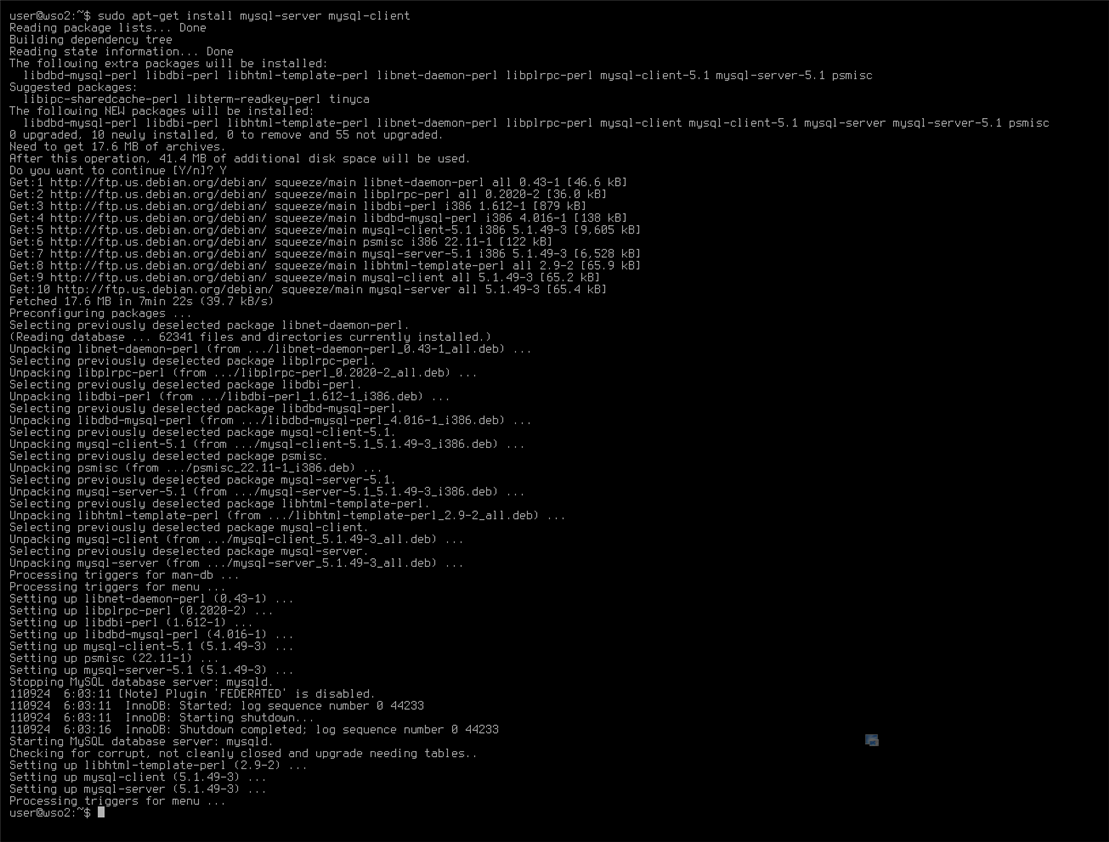 user@wso2:~$ sudo apt-get install mysql-server mysql-client
Reading package lists... Done
Building dependency tree
Reading state information... Done
The following extra packages will be installed:
  libdbd-mysql-perl libdbi-perl libhtml-template-perl libnet-daemon-perl libplrpc-perl mysql-client-5.1 mysql-server-5.1 psmisc
Suggested packages:
  libipc-sharedcache-perl libterm-readkey-perl tinyca
The following NEW packages will be installed:
  libdbd-mysql-perl libdbi-perl libhtml-template-perl libnet-daemon-perl libplrpc-perl mysql-client mysql-client-5.1 mysql-server mysql-server-5.1 psmisc
0 upgraded, 10 newly installed, 0 to remove and 55 not upgraded.
Need to get 17.6 MB of archives.
After this operation, 41.4 MB of additional disk space will be used.
Do you want to continue [Y/n]? Y
Get:1 http://ftp.us.debian.org/debian/ squeeze/main libnet-daemon-perl all 0.43-1 [46.6 kB]
Get:2 http://ftp.us.debian.org/debian/ squeeze/main libplrpc-perl all 0.2020-2 [36.0 kB]
Get:3 http://ftp.us.debian.org/debian/ squeeze/main libdbi-perl i386 1.612-1 [879 kB]
Get:4 http://ftp.us.debian.org/debian/ squeeze/main libdbd-mysql-perl i386 4.016-1 [138 kB]
Get:5 http://ftp.us.debian.org/debian/ squeeze/main mysql-client-5.1 i386 5.1.49-3 [9,605 kB]
Get:6 http://ftp.us.debian.org/debian/ squeeze/main psmisc i386 22.11-1 [122 kB]
Get:7 http://ftp.us.debian.org/debian/ squeeze/main mysql-server-5.1 i386 5.1.49-3 [6,528 kB]
Get:8 http://ftp.us.debian.org/debian/ squeeze/main libhtml-template-perl all 2.9-2 [65.9 kB]
Get:9 http://ftp.us.debian.org/debian/ squeeze/main mysql-client all 5.1.49-3 [65.2 kB]
Get:10 http://ftp.us.debian.org/debian/ squeeze/main mysql-server all 5.1.49-3 [65.4 kB]
Fetched 17.6 MB in 7min 22s (39.7 kB/s)
Preconfiguring packages ...
Selecting previously deselected package libnet-daemon-perl.
(Reading database ... 62341 files and directories currently installed.)
Unpacking libnet-daemon-perl (from .../libnet-daemon-perl_0.43-1_all.deb) ...
Selecting previously deselected package libplrpc-perl.
Unpacking libplrpc-perl (from .../libplrpc-perl_0.2020-2_all.deb) ...
Selecting previously deselected package libdbi-perl.
Unpacking libdbi-perl (from .../libdbi-perl_1.612-1_i386.deb) ...
Selecting previously deselected package libdbd-mysql-perl.
Unpacking libdbd-mysql-perl (from .../libdbd-mysql-perl_4.016-1_i386.deb) ...
Selecting previously deselected package mysql-client-5.1.
Unpacking mysql-client-5.1 (from .../mysql-client-5.1_5.1.49-3_i386.deb) ...
Selecting previously deselected package psmisc.
Unpacking psmisc (from .../psmisc_22.11-1_i386.deb) ...
Selecting previously deselected package mysql-server-5.1.
Unpacking mysql-server-5.1 (from .../mysql-server-5.1_5.1.49-3_i386.deb) ...
Selecting previously deselected package libhtml-template-perl.
Unpacking libhtml-template-perl (from .../libhtml-template-perl_2.9-2_all.deb) ...
Selecting previously deselected package mysql-client.
Unpacking mysql-client (from .../mysql-client_5.1.49-3_all.deb) ...
Selecting previously deselected package mysql-server.
Unpacking mysql-server (from .../mysql-server_5.1.49-3_all.deb) ...
Processing triggers for man-db ...
Processing triggers for menu ...
Setting up libnet-daemon-perl (0.43-1) ...
Setting up libplrpc-perl (0.2020-2) ...
Setting up libdbi-perl (1.612-1) ...
Setting up libdbd-mysql-perl (4.016-1) ...
Setting up mysql-client-5.1 (5.1.49-3) ...
Setting up psmisc (22.11-1) ...
Setting up mysql-server-5.1 (5.1.49-3) ...
Stopping MySQL database server: mysqld.
110924  6:03:11 [Note] Plugin 'FEDERATED' is disabled.
110924  6:03:11  InnoDB: Started; log sequence number 0 44233
110924  6:03:11  InnoDB: Starting shutdown...
110924  6:03:16  InnoDB: Shutdown completed; log sequence number 0 44233
Starting MySQL database server: mysqld.
Checking for corrupt, not cleanly closed and upgrade needing tables..
Setting up libhtml-template-perl (2.9-2) ...
Setting up mysql-client (5.1.49-3) ...
Setting up mysql-server (5.1.49-3) ...
Processing triggers for menu ...
user@wso2:~$